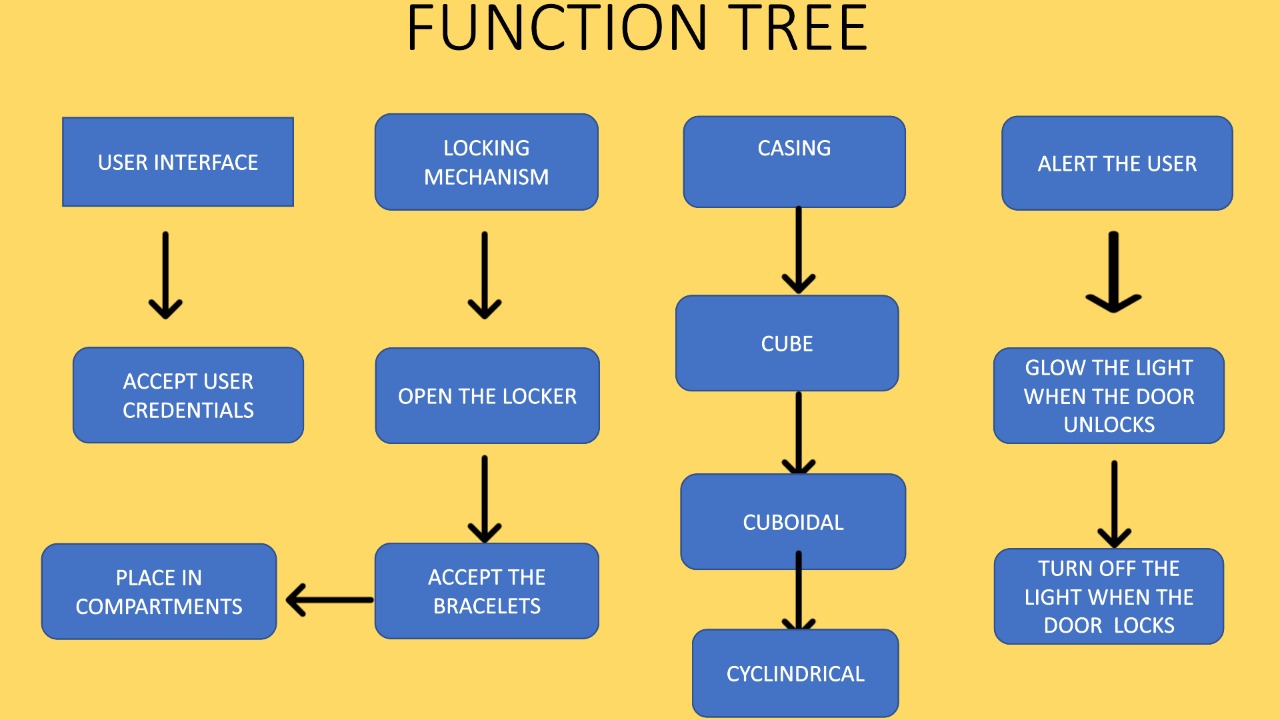 FUNCTION TREE
USER INTERFACE
LOCKING
MECHANISM
CASING
ALERT THE USER
ACCEPT USER
CREDENTIALS
OPEN THE LOCKER
CUBE
GLOW THE LIGHT
WHEN THE DOOR
UNLOCKS
CUBOIDAL
PLACE IN
COMPARTMENTS
ACCEPT THE
BRACELETS
TURN OFF THE
LIGHT WHEN THE
DOOR  LOCKS
CYCLINDRICAL